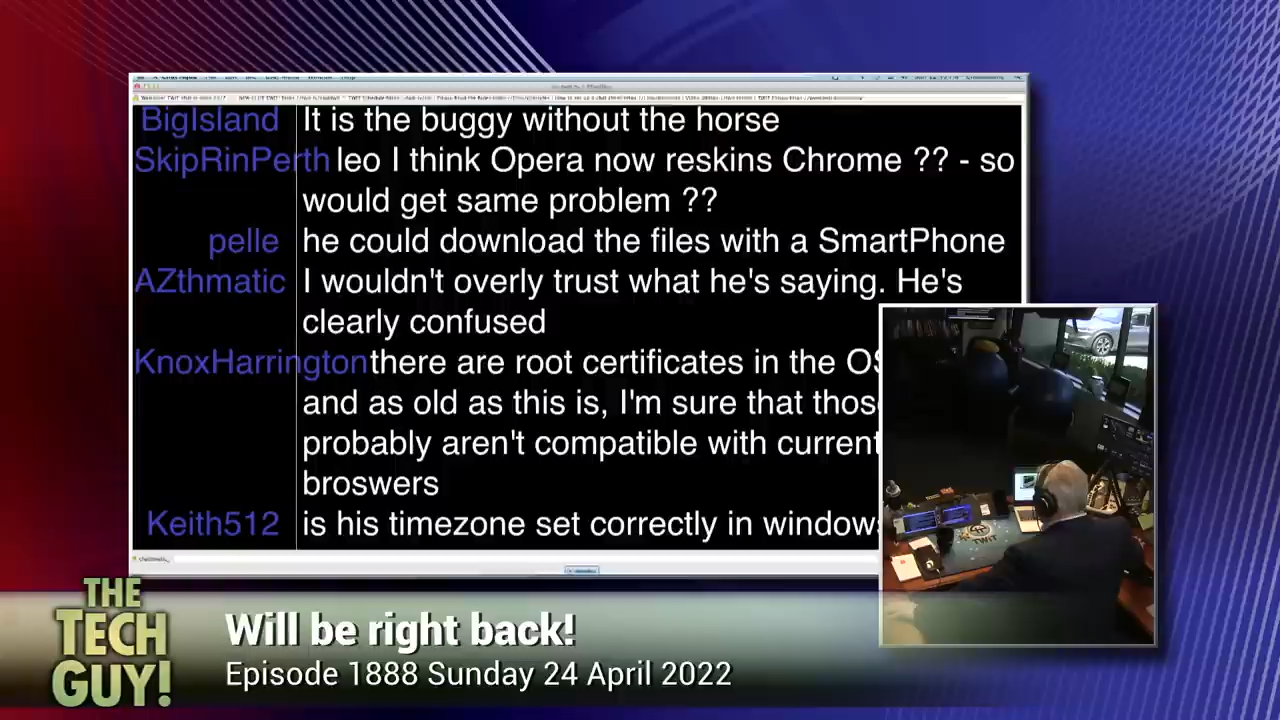 BigIsland It is the buggy without the horse
SkipRinPerth leo I think Opera now reskins Chrome ?? - so
would get same problem ??
pelle he could download the files with a SmartPhone
AZthmatic I wouldn't overly trust what he's saying. He's
clearly confused
KnoxHarrington there are root certificates in the OS
and as old as this is, I'm sure that those
probably aren't compatible with current
broswers
Keith512 is his timezone set correctly in windows
TWiT
THE
TECH
GUY!
Will be right back!
Episode 1888 Sunday 24 April 2022